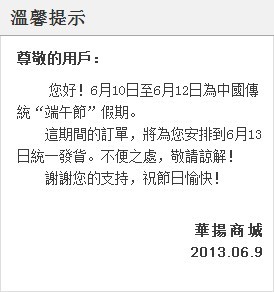 溫馨提示
尊敬的用戶：
您好！6月10日至6月12日為中國傳
統“端午節”假期。
這期間的訂單，將為您安排到6月13
日統一發貨。不便之處，敬請諒解！
謝謝您的支持，祝節日愉快！
華揚商城
2013.06.9